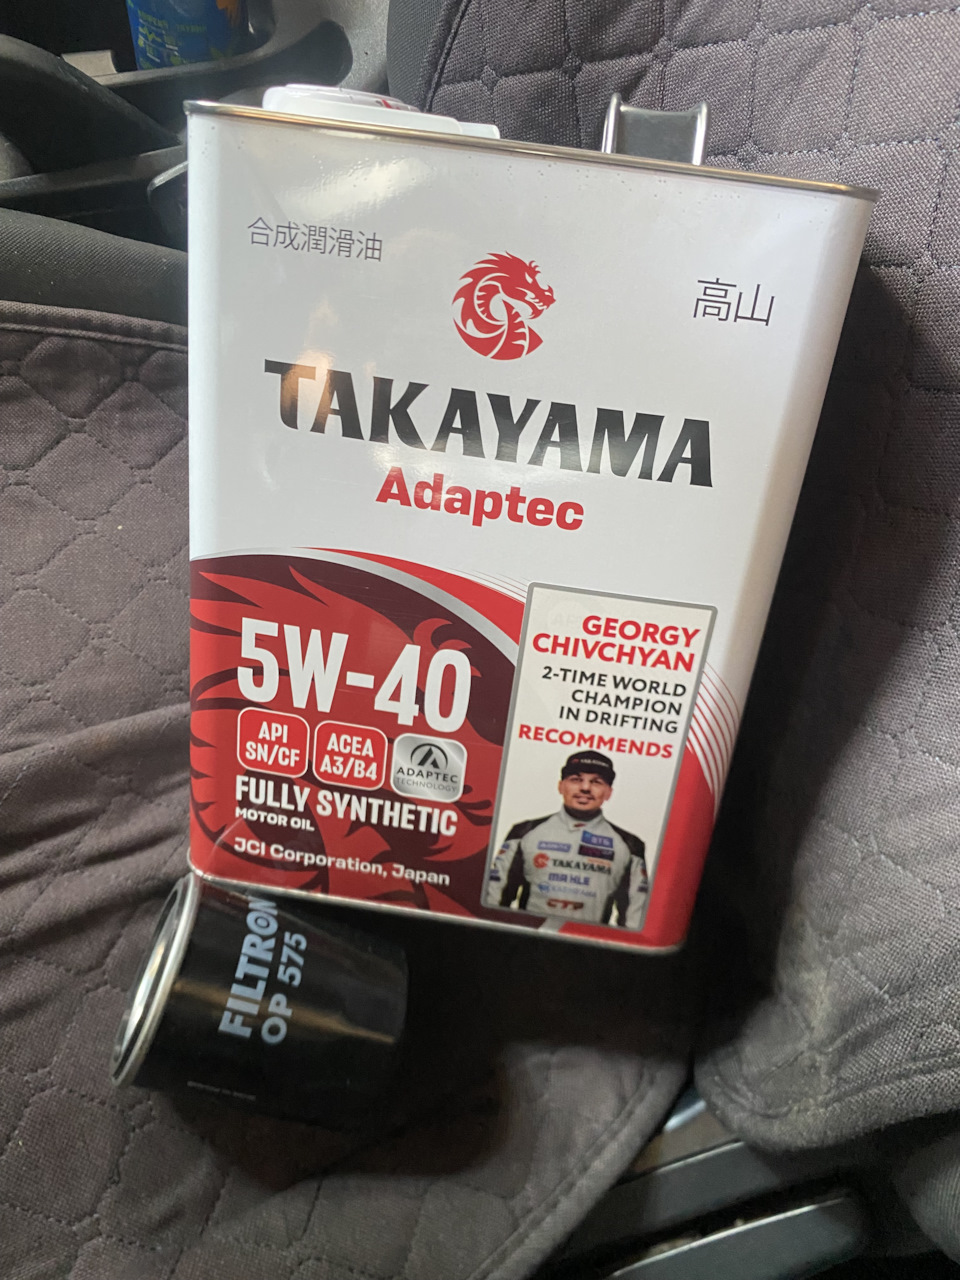 合成潤滑油
高山
TAKAYAMA
Adaptec
5W-40
API
SN/CF
ACEA
A3/B4
ADAPTEC
TECHNOLOGY
FULLY SYNTHETIC
MOTOR OIL
JCI Corporation, Japan
GEORGY
CHIVCHYAN
2-TIME WORLD
CHAMPION
IN DRIFTING
RECOMMENDS
TAKAYAMA
MAHLE
FILTRON
OP 575